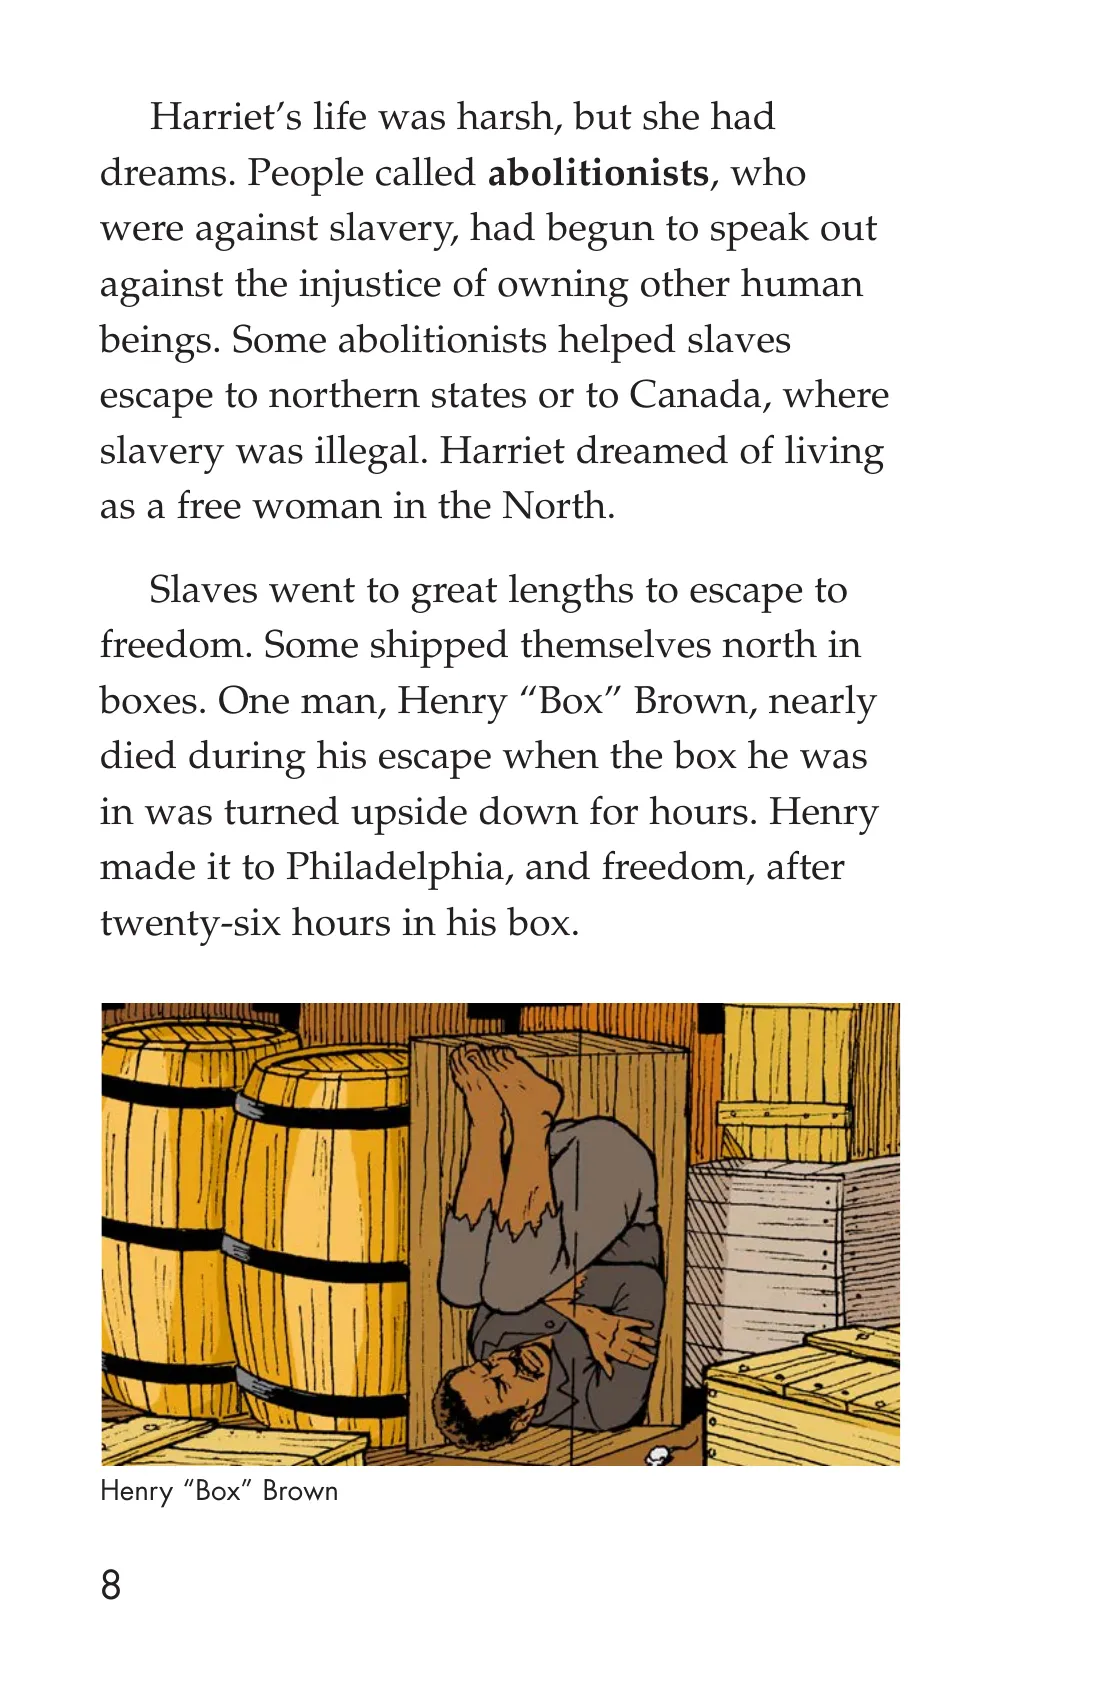 Harriet’s life was harsh, but she had
dreams. People called abolitionists, who
were against slavery, had begun to speak out
against the injustice of owning other human
beings. Some abolitionists helped slaves
escape to northern states or to Canada, where
slavery was illegal. Harriet dreamed of living
as a free woman in the North.
Slaves went to great lengths to escape to
freedom. Some shipped themselves north in
boxes. One man, Henry “Box” Brown, nearly
died during his escape when the box he was
in was turned upside down for hours. Henry
made it to Philadelphia, and freedom, after
twenty-six hours in his box.
Henry “Box” Brown
8